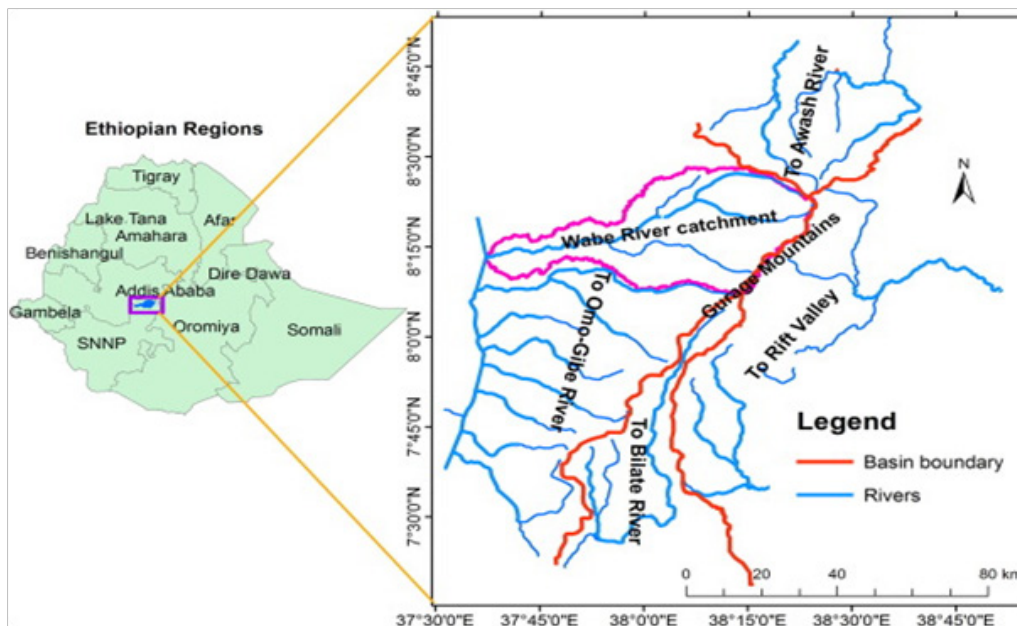 Ethiopian Regions
Tigray
Lake Tana
Afar
Amahara
Benishangul
Dire Dawa
Addis Ababa
Gambela
Oromiya
SNNP
Somali
8°45'0"N
8°30'0"N
8°15'0"N
8°0'0"N
7°45'0"N
7°30'0"N
To Awash River
N
Wabe River catchment
Gurage Mountains
To Omo-Gibe River
To Rift Valley
To Bilate River
Legend
Basin boundary
Rivers
0 20 40 80 km
37°30'0"E 37°45'0"E 38°0'0"E 38°15'0"E 38°30'0"E 38°45'0"E